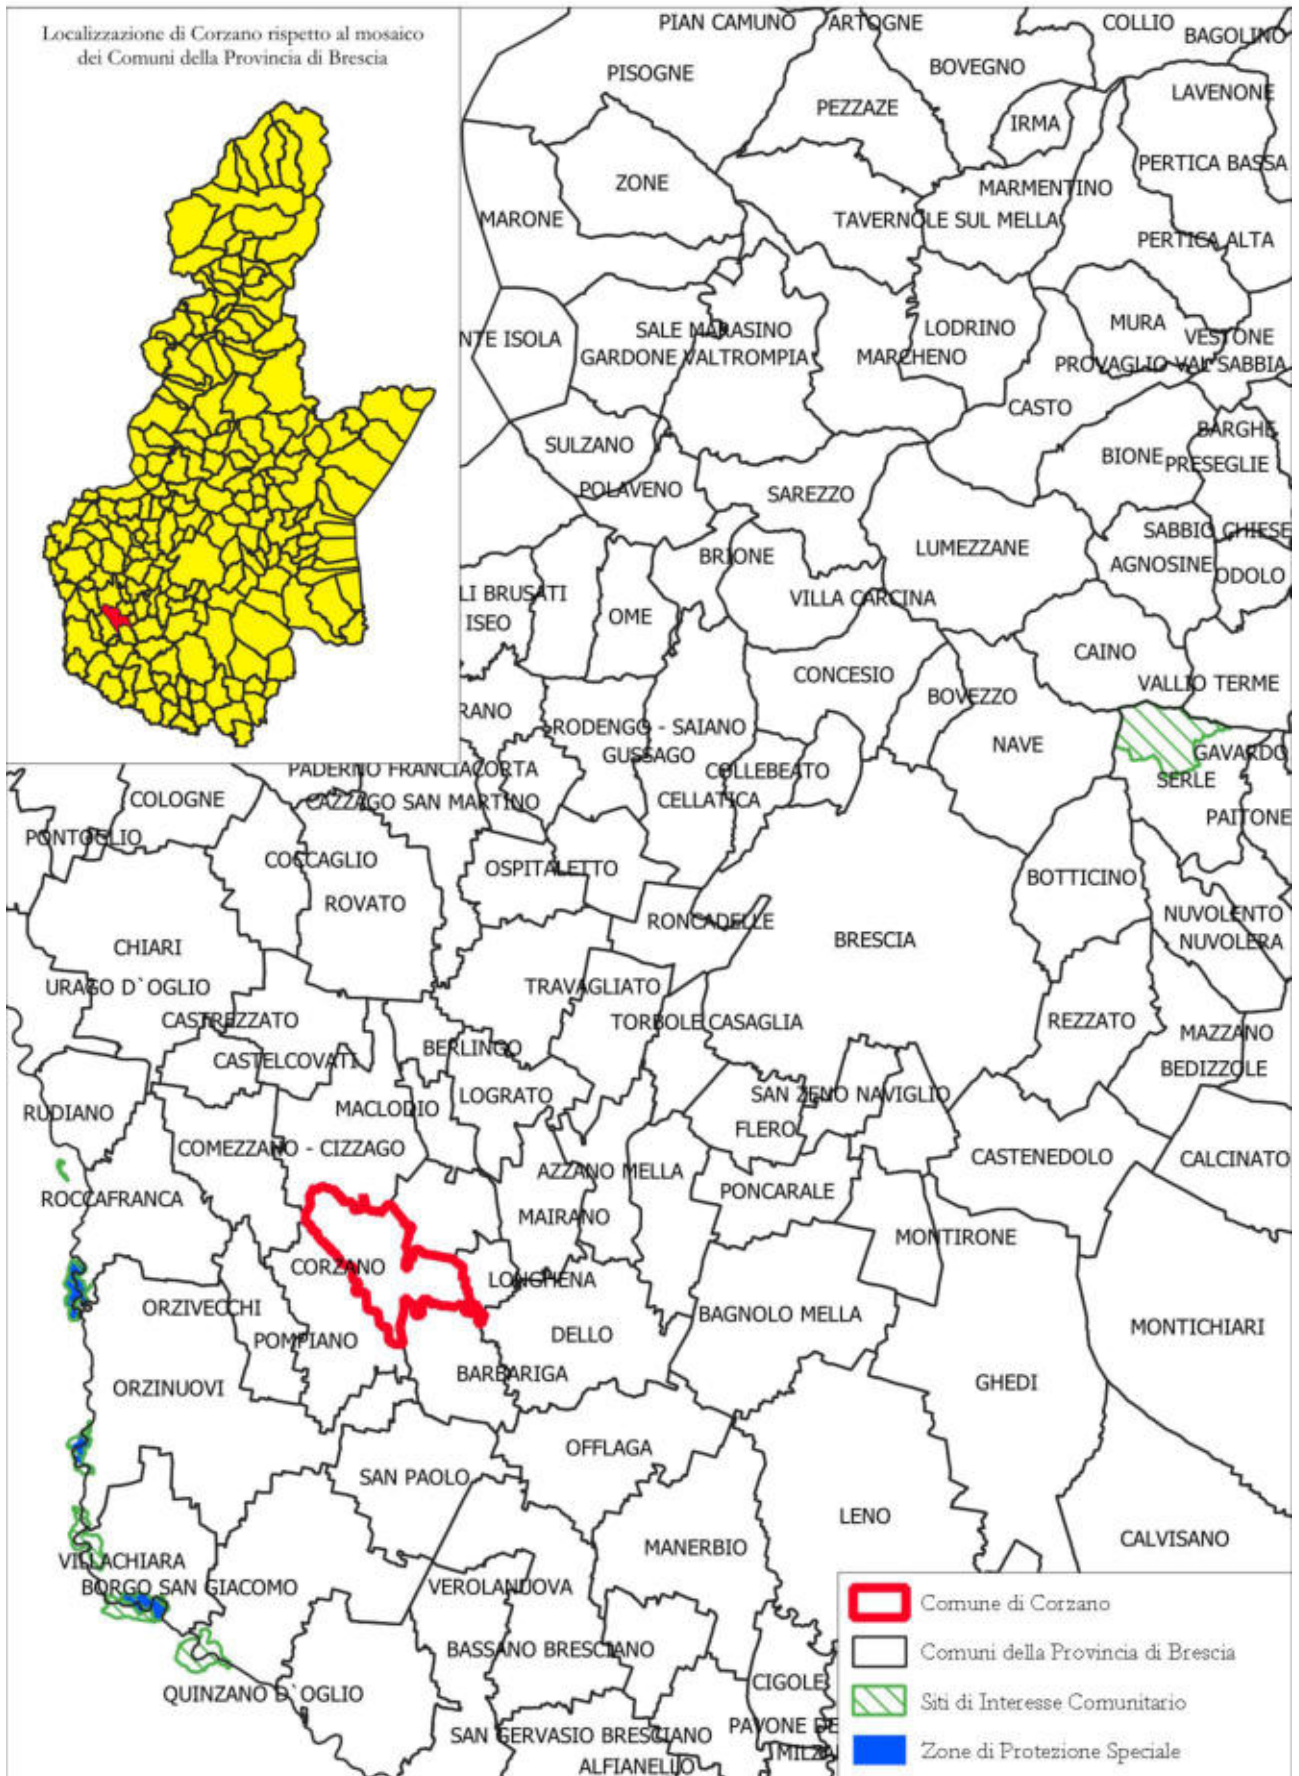 Localizzazione di Corzano rispetto al mosaico
dei Comuni della Provincia di Brescia
PIAN CAMUNO
ARTOGNE
COLLIO
BAGOLINO
PISOGNE
BOVEGNO
PEZZAZE
LAVENONE
IRMA
PERTICA BASSA
ZONE
MARMENTINO
MARONE
TAVERNOLE SUL MELLA
PERTICA ALTA
NTE ISOLA
SALE MARASINO
LODRINO
MURA
VESTONE
GARDONE VALTROMPIA
MARCHENO
PROVAGLIO VAL SABBIA
CASTO
SULZANO
BARGHE
BIONE
PRESEGLIE
POLAVENO
SAREZZO
SABBIO CHIESE
LUMEZZANE
BRIONE
AGNOSINE
ODOLO
LI BRUSATI
VILLA CARCINA
ISEO
OME
CAINO
CONCESIO
BOVEZZO
VALLIO TERME
RANO
RODENGO - SAIANO
NAVE
GUSSAGO
GAVARDO
PADERNO FRANCIACORTA
COLLEBEATO
SERLE
COLOGNE
CAZZAGO SAN MARTINO
CELLATICA
PAITONE
PONTOGLIO
COCCAGLIO
OSPITALETTO
BOTTICINO
ROVATO
RONCADELLE
NUVOLENTO
CHIARI
BRESCIA
NUVOLERA
URAGO D`OGLIO
TRAVAGLIATO
CASTREZZATO
TORBOLE CASAGLIA
REZZATO
MAZZANO
CASTELCOVATI
BERLINGO
BEDIZZOLE
RUDIANO
MACLODIO
LOGRATO
SAN ZENO NAVIGLIO
FLERO
COMEZZANO - CIZZAGO
CASTENEDOLO
CALCINATO
ROCCAFRANCA
AZZANO MELLA
PONCARALE
MAIRANO
MONTIRONE
CORZANO
LONGHENA
ORZIVECCHI
BAGNOLO MELLA
MONTICHIARI
POMPIANO
DELLO
ORZINUOVI
BARBARIGA
GHEDI
OFFLAGA
SAN PAOLO
LENO
CALVISANO
MANERBIO
VILLACHIARA
BORGO SAN GIACOMO
VEROLANUOVA
BASSANO BRESCIANO
CIGOLE
QUINZANO D`OGLIO
PAVONE DE
SAN GERVASIO BRESCIANO
ALFIANELLO
Comune di Corzano
Comuni della Provincia di Brescia
Siti di Interesse Comunitario
Zone di Protezione Speciale